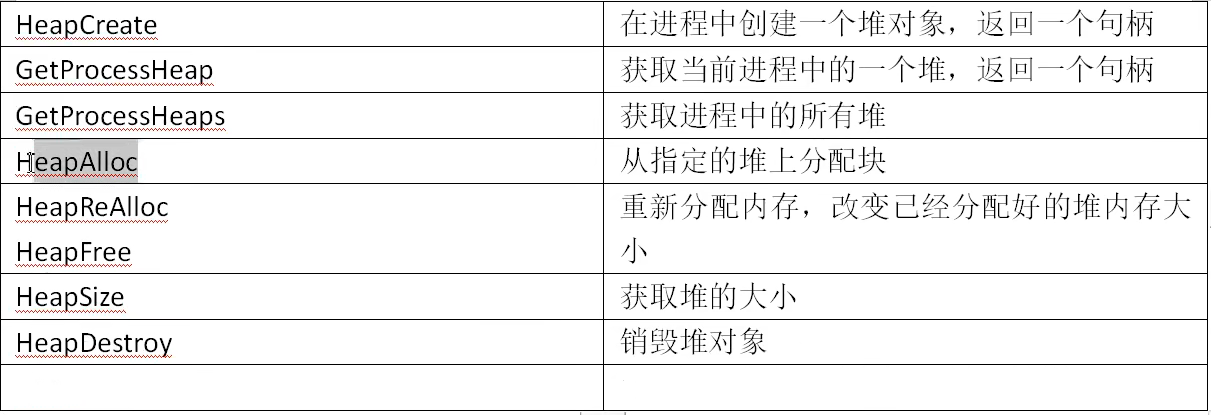 HeapCreate 在进程中创建一个堆对象，返回一个句柄
GetProcessHeap 获取当前进程中的一个堆，返回一个句柄
GetProcessHeaps 获取进程中的所有堆
HeapAlloc 从指定的堆上分配块
HeapReAlloc 重新分配内存，改变已经分配好的堆内存大
HeapFree 小
HeapSize 获取堆的大小
HeapDestroy 销毁堆对象